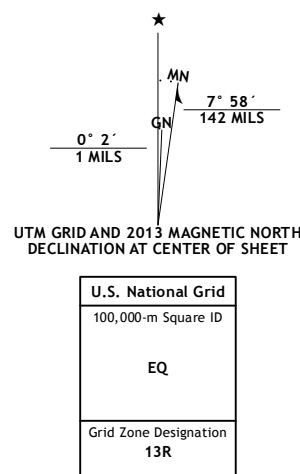 ★
MN
7° 58´
142 MILS
GN
0° 2´
1 MILS
UTM GRID AND 2013 MAGNETIC NORTH
DECLINATION AT CENTER OF SHEET
U.S. National Grid
100,000-m Square ID
EQ
Grid Zone Designation
13R